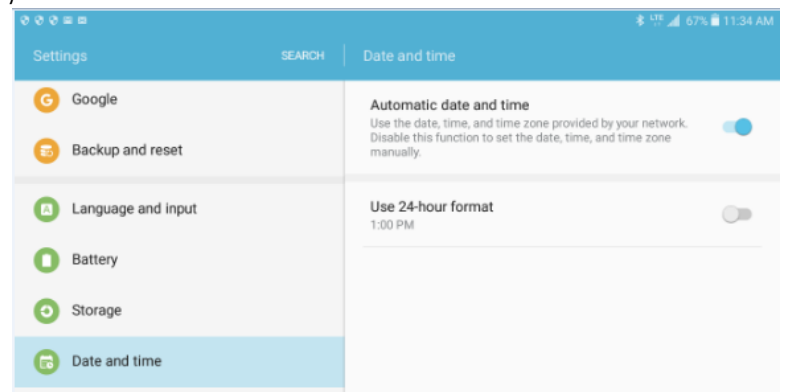 LTE 67% 11:34 AM
Settings SEARCH Date and time
Google
Backup and reset
Language and input
Battery
Storage
Date and time
Automatic date and time
Use the date, time, and time zone provided by your network.
Disable this function to set the date, time, and time zone
manually.
Use 24-hour format
1:00 PM